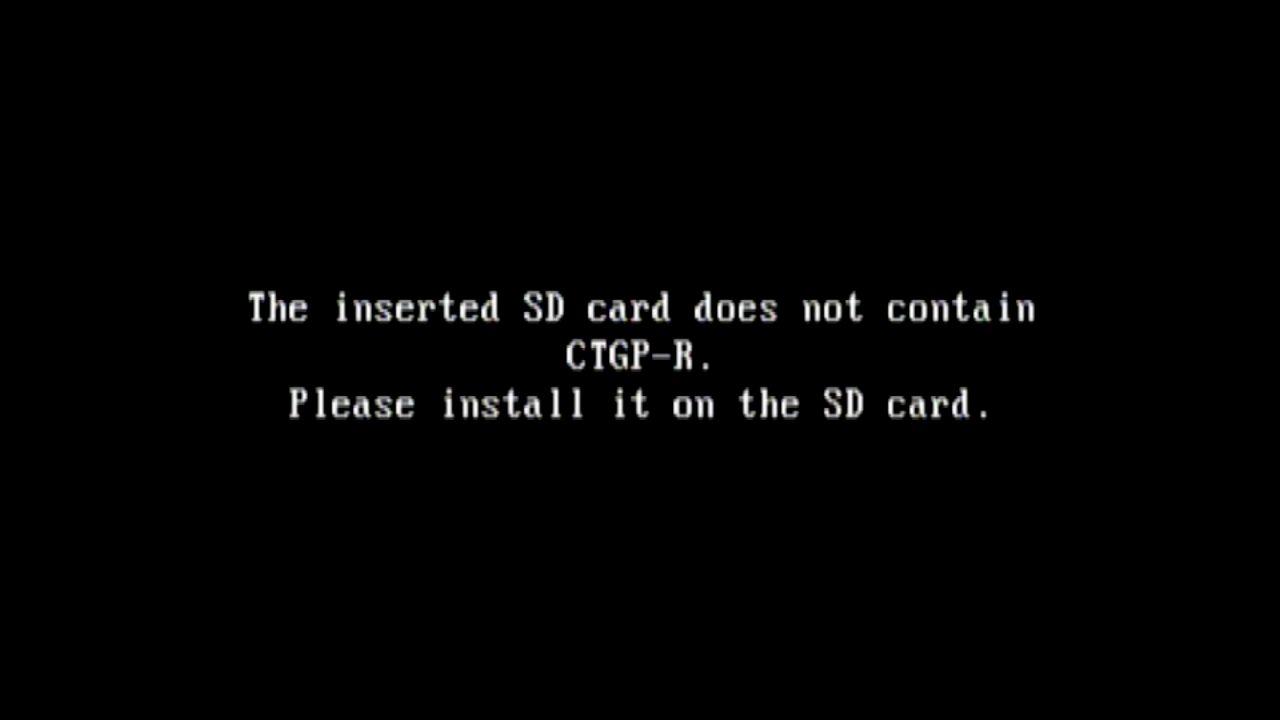 The inserted SD card does not contain
CTGP-R.
Please install it on the SD card.